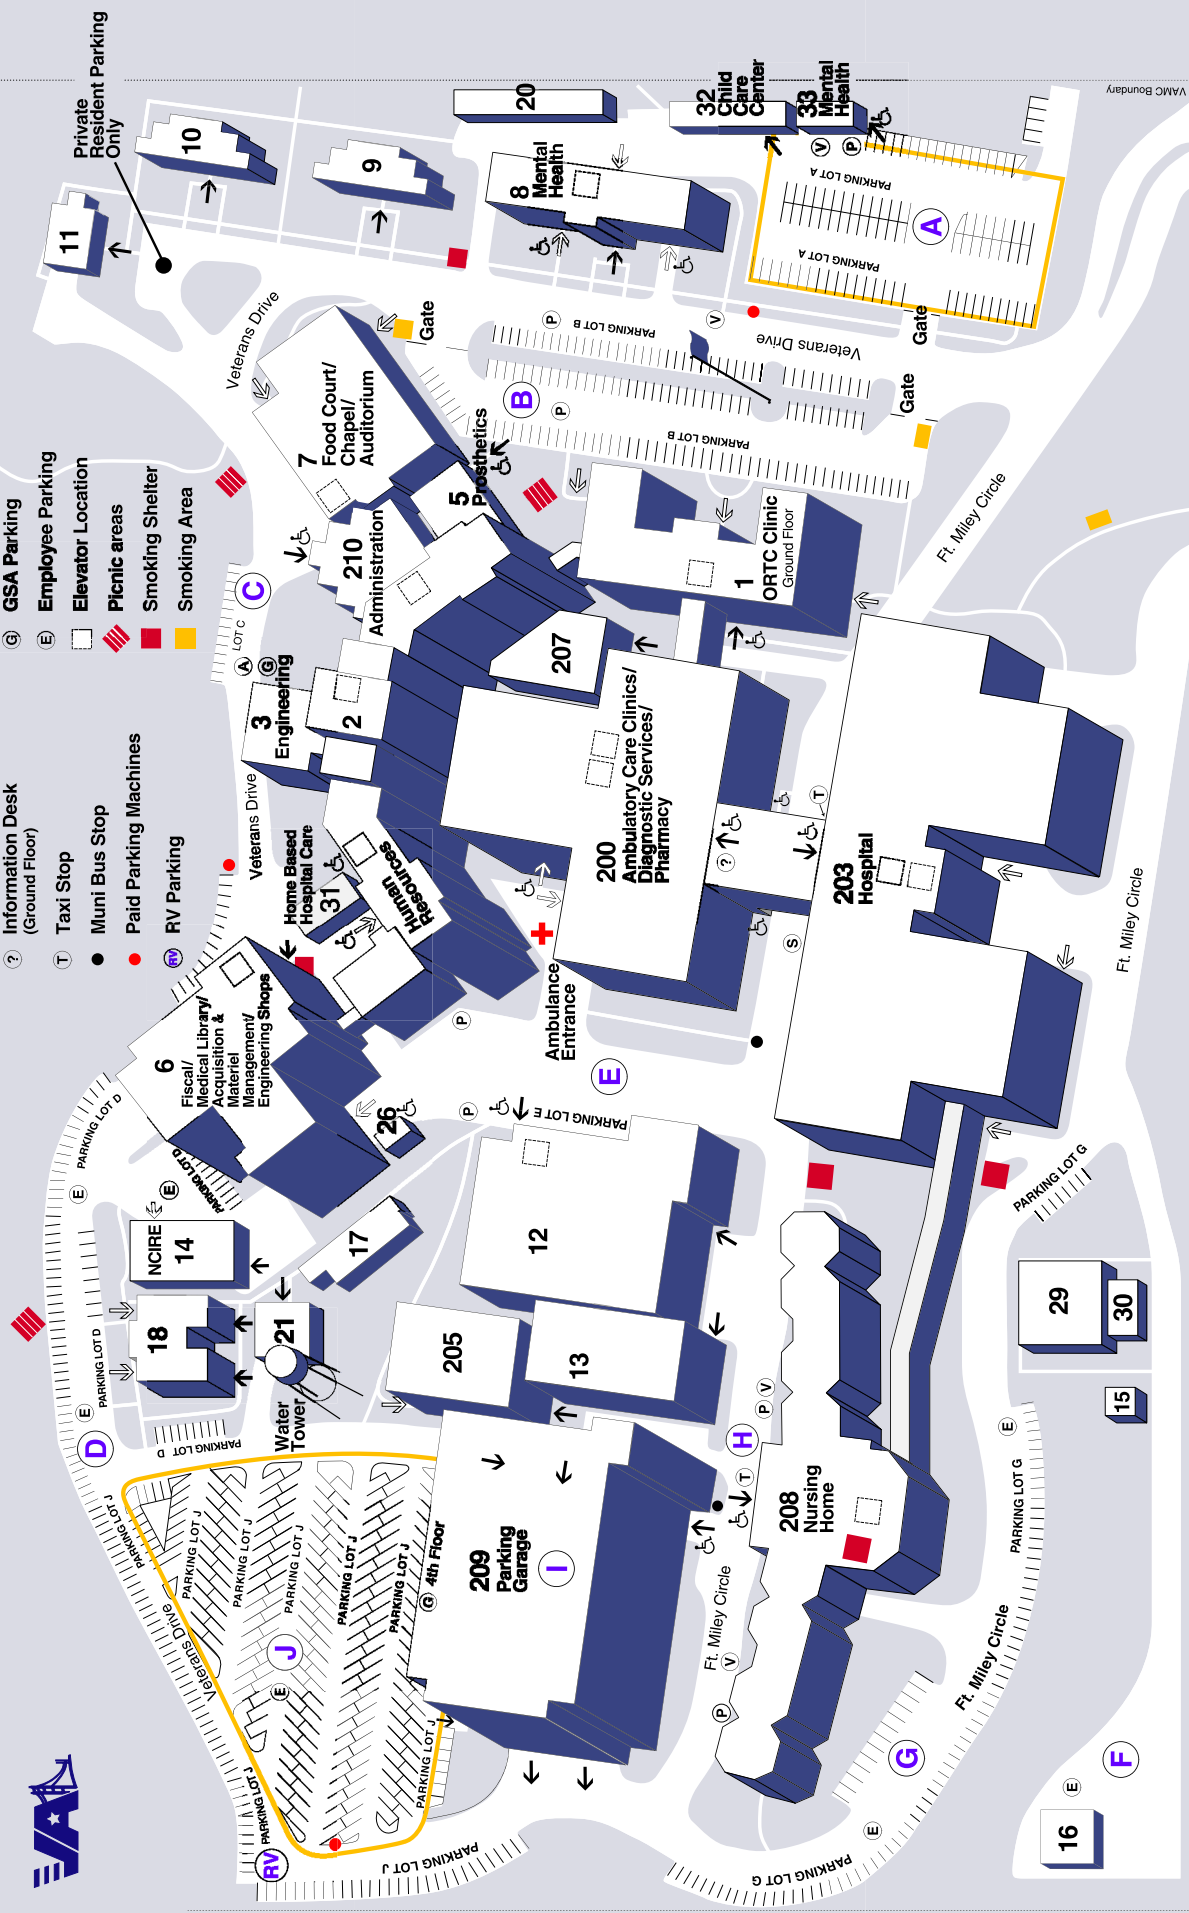 VA
? Information Desk
(Ground Floor)
T Taxi Stop
Muni Bus Stop
Paid Parking Machines
RV RV Parking
G GSA Parking
E Employee Parking
Elevator Location
Picnic areas
Smoking Shelter
Smoking Area
Private
Resident Parking
Only
VAMC Boundary
11
10
9
20
32
Child
Care
Center
33
Mental
Health
V
P
8
Mental
Health
PARKING LOT A
PARKING LOT A
A
Gate
Gate
Gate
Veterans Drive
Veterans Drive
P
PARKING LOT B
V
B
P
PARKING LOT B
7
Food Court/
Chapel/
Auditorium
5
Prosthetics
210
Administration
1
ORTC Clinic
Ground Floor
Ft. Miley Circle
C
LOT C
A
G
3
Engineering
2
207
Veterans Drive
200
Ambulatory Care Clinics/
Diagnostic Services/
Pharmacy
?
T
S
203
Hospital
Ft. Miley Circle
Home Based
Hospital Care
31
Human
Resources
Ambulance
Entrance
P
E
6
Fiscal/
Medical Library/
Acquisition &
Materiel
Management/
Engineering Shops
26
P
PARKING LOT E
PARKING LOT D
PARKING LOT D
E
E
NCIRE
14
17
12
18
21
Water
Tower
205
13
PARKING LOT D
E
D
PARKING LOT D
PARKING LOT G
29
30
15
P
V
H
T
208
Nursing
Home
E
PARKING LOT G
PARKING LOT J
PARKING LOT J
PARKING LOT J
PARKING LOT J
PARKING LOT J
PARKING LOT J
G 4th Floor
209
Parking
Garage
I
J
E
Veterans Drive
Ft. Miley Circle
V
P
Ft. Miley Circle
G
F
E
16
E
PARKING LOT J
PARKING LOT J
RV
PARKING LOT J
PARKING LOT G